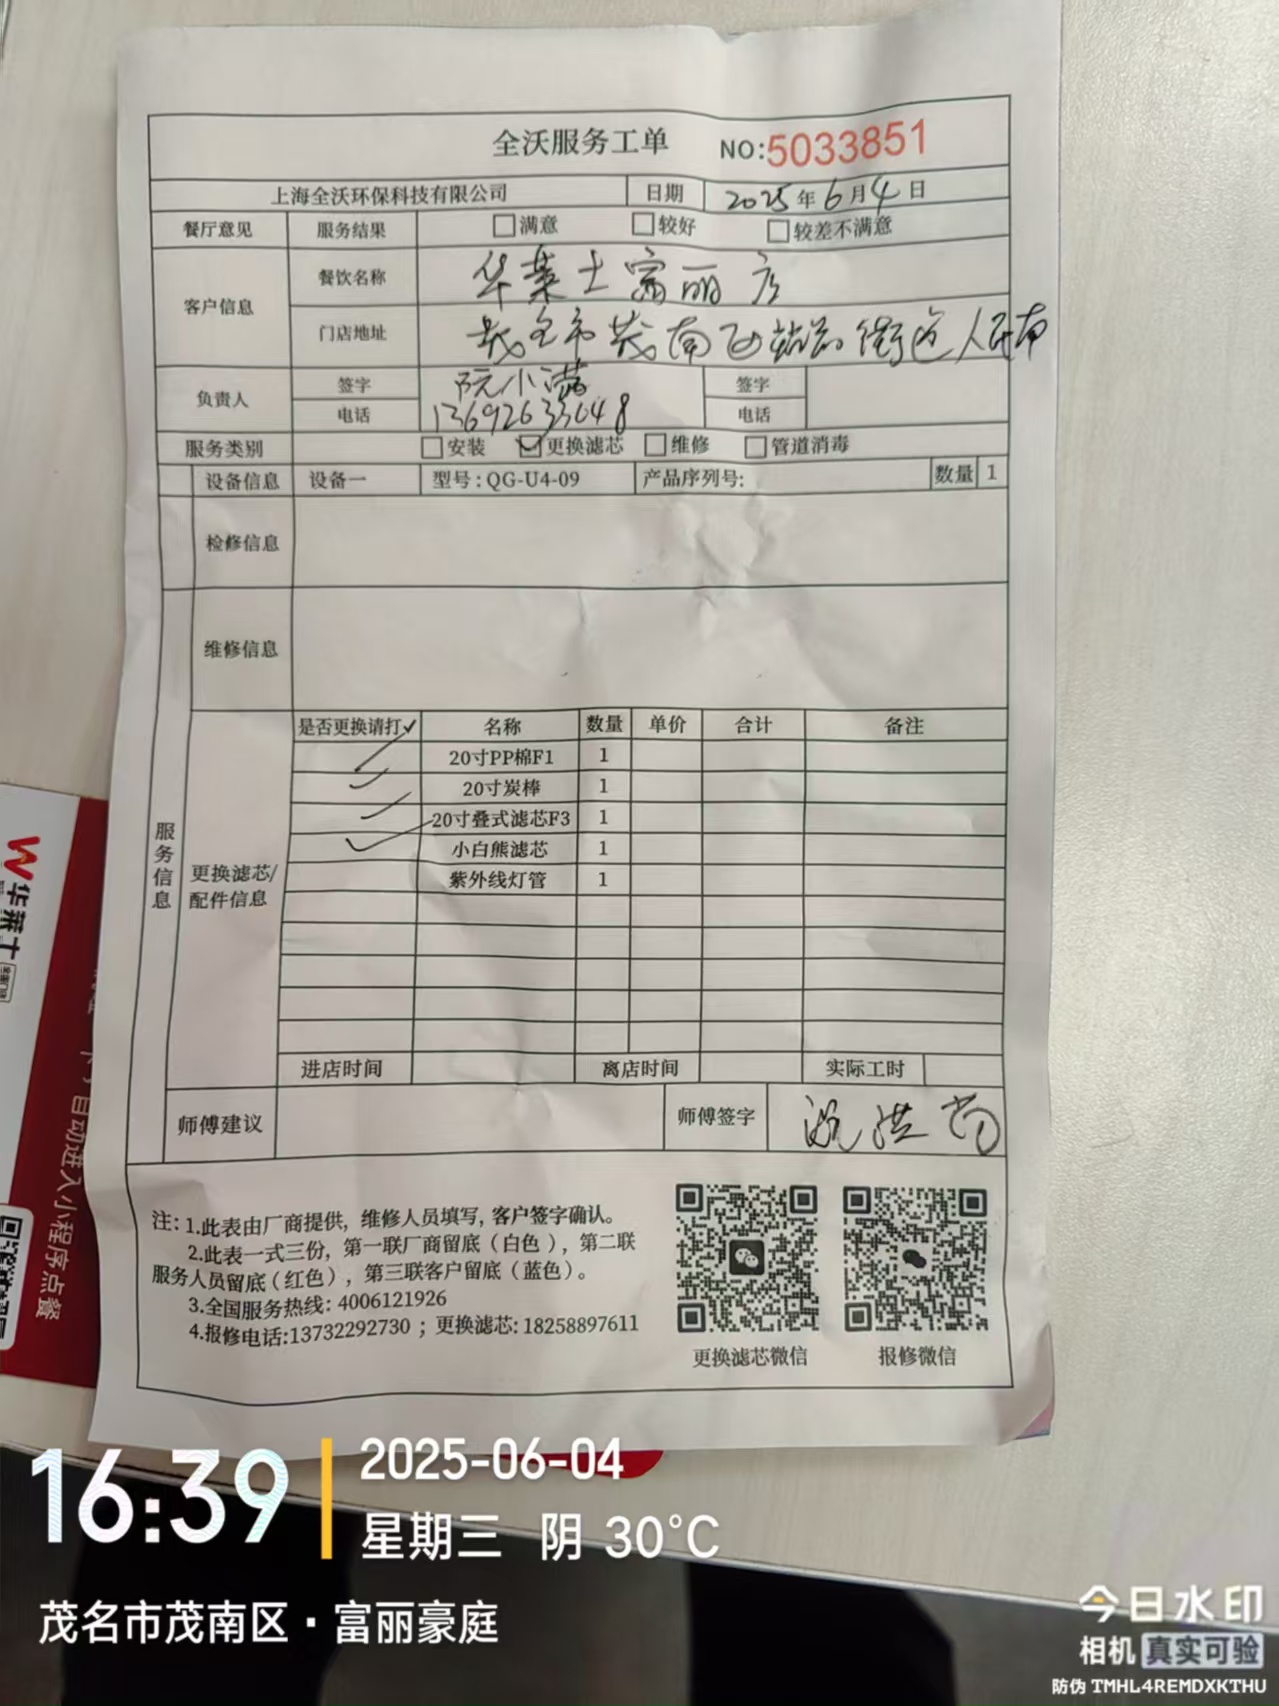 全沃服务工单 NO:5033851
上海全沃环保科技有限公司 日期 2025年6月4日
餐厅意见 服务结果 □满意 □较好 □较差不满意
客户信息 餐饮名称 华莱士富丽店
门店地址 茂名市茂南区站前街道人民南
负责人 签字 阮小满 签字
电话 13692633648 电话
服务类别 □安装 ☑更换滤芯 □维修 □管道消毒
设备信息 设备一 型号:QG-U4-09 产品序列号: 数量 1
检修信息
维修信息
服务信息
更换滤芯/
配件信息
是否更换请打✓ 名称 数量 单价 合计 备注
✓ 20寸PP棉F1 1
✓ 20寸炭棒 1
✓ 20寸叠式滤芯F3 1
✓ 小白熊滤芯 1
紫外线灯管 1
进店时间 离店时间 实际工时
师傅建议 师傅签字
注:1.此表由厂商提供,维修人员填写,客户签字确认。
2.此表一式三份,第一联厂商留底(白色),第二联
服务人员留底(红色),第三联客户留底(蓝色)。
3.全国服务热线:4006121926
4.报修电话:13732292730;更换滤芯:18258897611
更换滤芯微信 报修微信
华莱士
自动进入小程序点餐
16:39 2025-06-04
星期三 阴 30°C
茂名市茂南区·富丽豪庭
今日水印
相机 真实可验
防伪 TMHL4REMDXKTHU